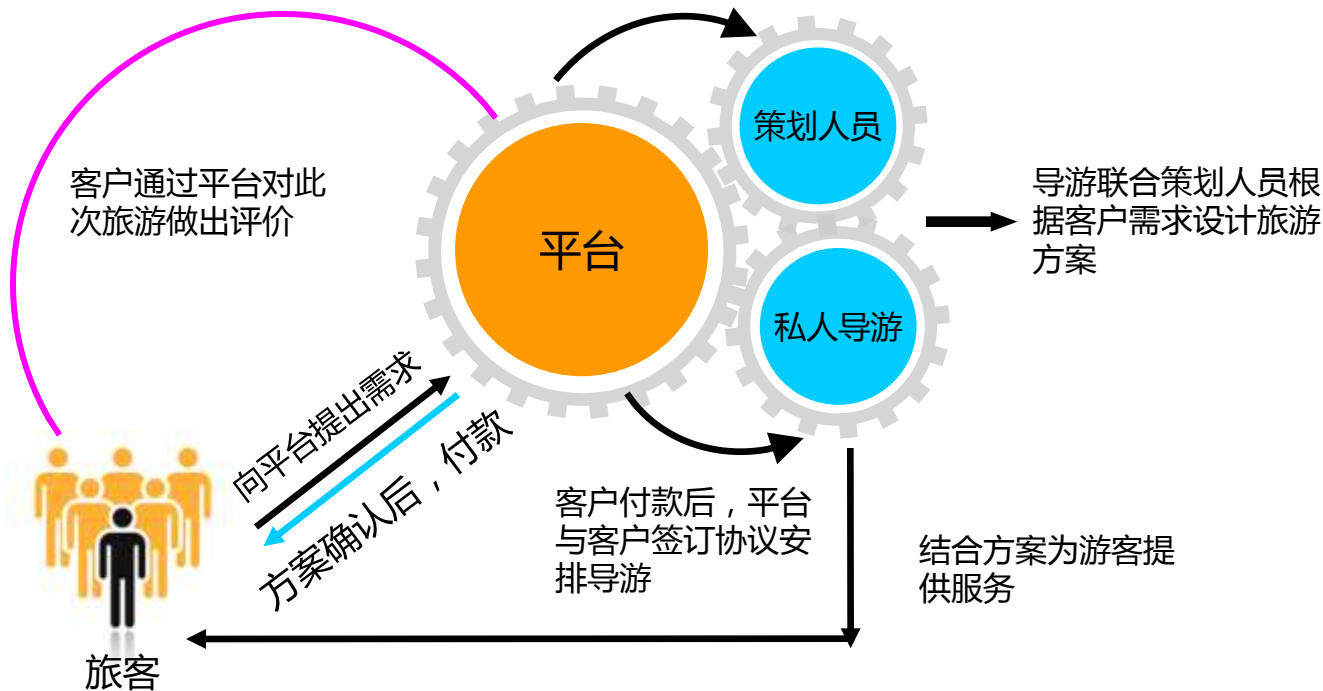 策划人员
客户通过平台对此
次旅游做出评价
导游联合策划人员根
据客户需求设计旅游
方案
平台
私人导游
向平台提出需求
方案确认后，付款
客户付款后，平台
与客户签订协议安
排导游
结合方案为游客提
供服务
旅客